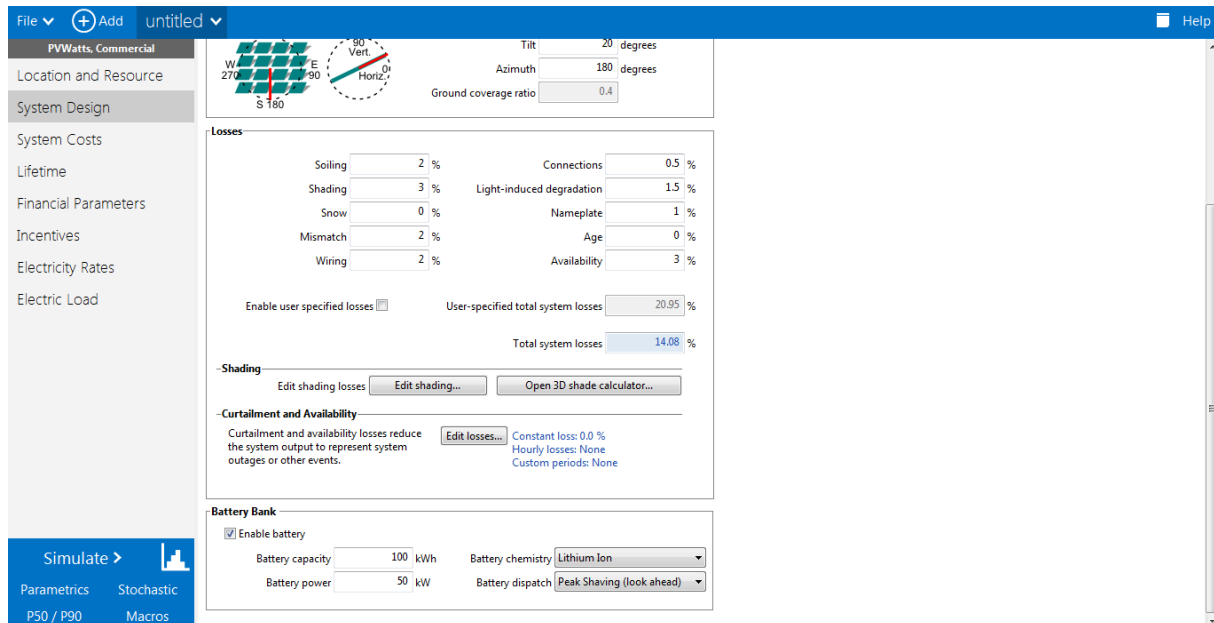 File Add untitled Help
PVWatts, Commercial
Location and Resource
System Design
System Costs
Lifetime
Financial Parameters
Incentives
Electricity Rates
Electric Load
Simulate >
Parametrics Stochastic
P50 / P90 Macros
90
Vert.
W E
270 90
0
Horiz.
S 180
Tilt 20 degrees
Azimuth 180 degrees
Ground coverage ratio 0.4
Losses
Soiling 2 % Connections 0.5 %
Shading 3 % Light-induced degradation 1.5 %
Snow 0 % Nameplate 1 %
Mismatch 2 % Age 0 %
Wiring 2 % Availability 3 %
Enable user specified losses User-specified total system losses 20.95 %
Total system losses 14.08 %
Shading
Edit shading losses Edit shading... Open 3D shade calculator...
Curtailment and Availability
Curtailment and availability losses reduce
the system output to represent system
outages or other events.
Edit losses...
Constant loss: 0.0 %
Hourly losses: None
Custom periods: None
Battery Bank
Enable battery
Battery capacity 100 kWh Battery chemistry Lithium Ion
Battery power 50 kW Battery dispatch Peak Shaving (look ahead)